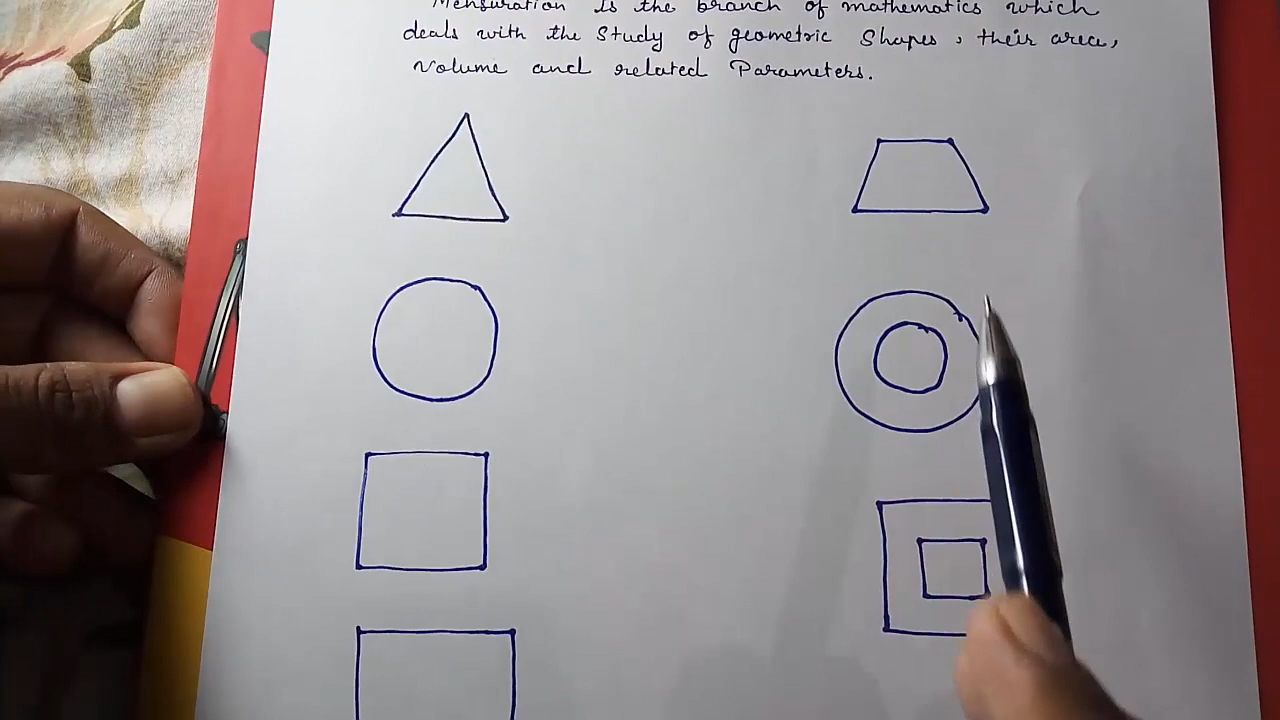 Mensuration is the branch of mathematics which
deals with the Study of geometric Shapes, their area,
Volume and related Parameters.